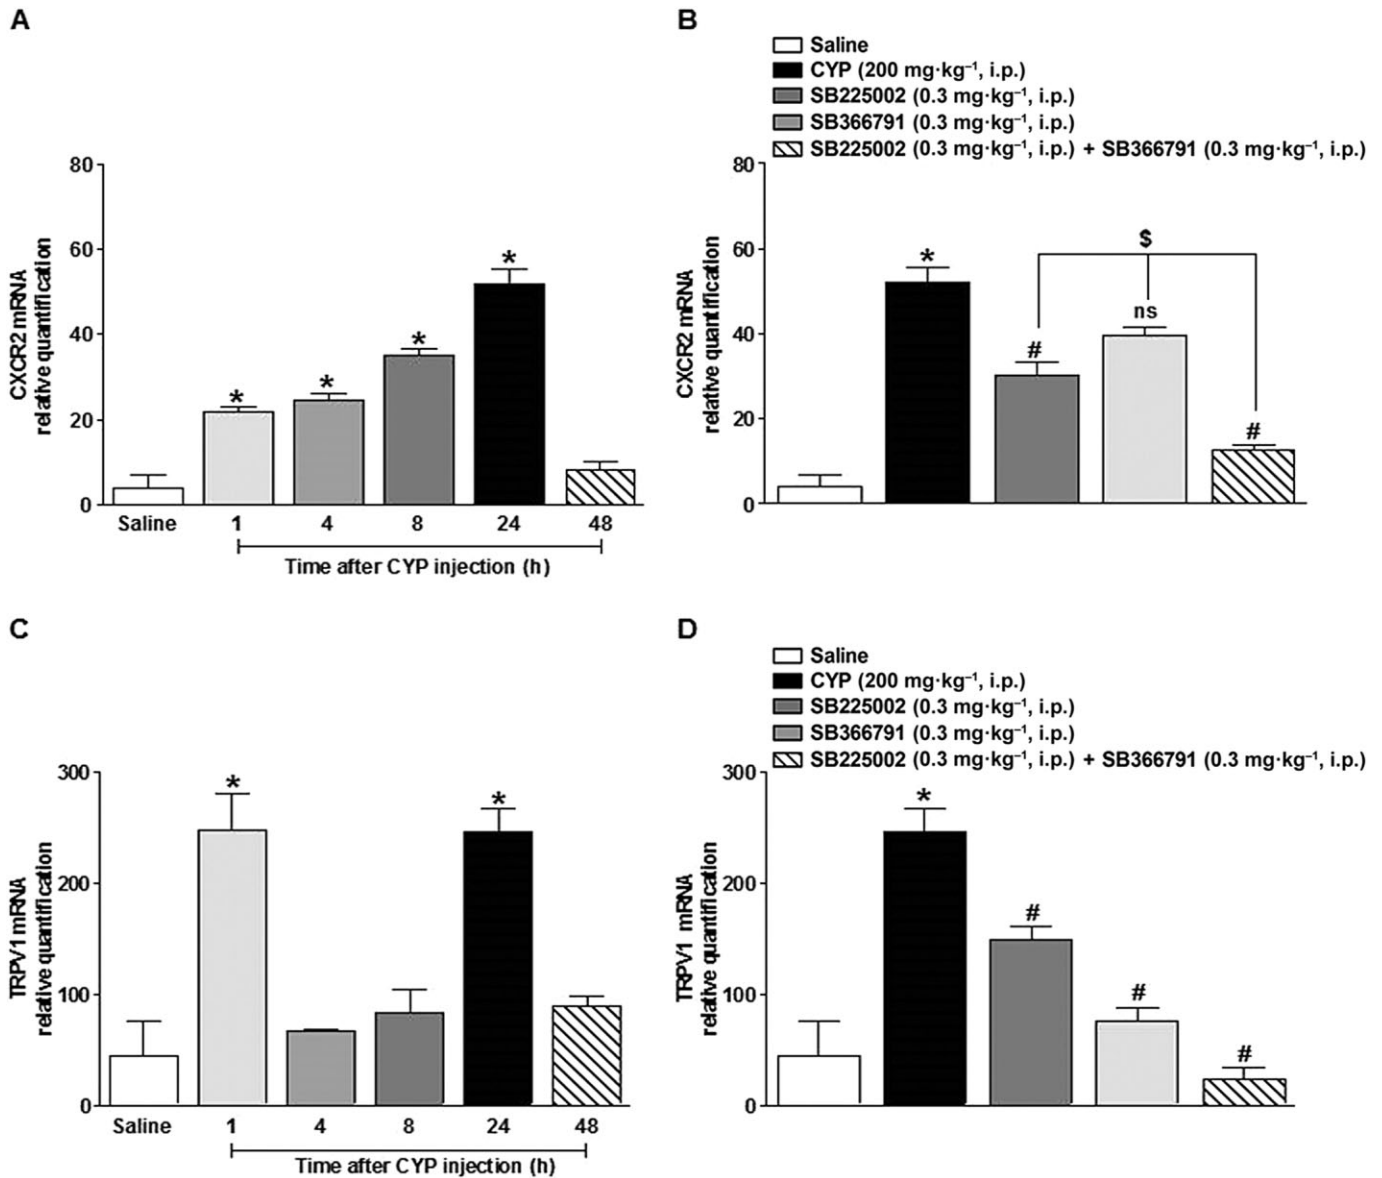 A
CXCR2 mRNA
relative quantification
80
60
40
20
0
*
*
*
*
Saline 1 4 8 24 48
Time after CYP injection (h)
B
Saline
CYP (200 mg·kg⁻¹, i.p.)
SB225002 (0.3 mg·kg⁻¹, i.p.)
SB366791 (0.3 mg·kg⁻¹, i.p.)
SB225002 (0.3 mg·kg⁻¹, i.p.) + SB366791 (0.3 mg·kg⁻¹, i.p.)
CXCR2 mRNA
relative quantification
80
60
40
20
0
*
#
ns
$
#
C
TRPV1 mRNA
relative quantification
300
200
100
0
*
*
Saline 1 4 8 24 48
Time after CYP injection (h)
D
Saline
CYP (200 mg·kg⁻¹, i.p.)
SB225002 (0.3 mg·kg⁻¹, i.p.)
SB366791 (0.3 mg·kg⁻¹, i.p.)
SB225002 (0.3 mg·kg⁻¹, i.p.) + SB366791 (0.3 mg·kg⁻¹, i.p.)
TRPV1 mRNA
relative quantification
300
200
100
0
*
#
#
#